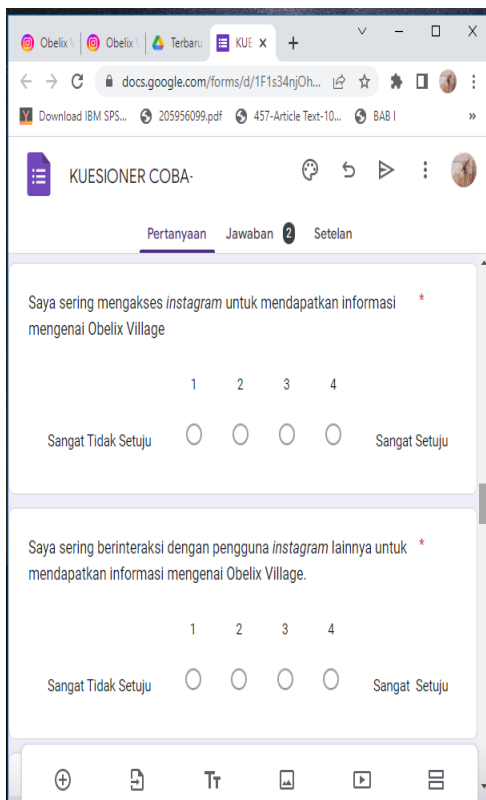 Obelix V
Obelix V
Terbaru
KUE
docs.google.com/forms/d/1F1s34njOh...
Download IBM SPS...
205956099.pdf
457-Article Text-10...
BAB I
KUESIONER COBA-
Pertanyaan
Jawaban 2
Setelan
Saya sering mengakses instagram untuk mendapatkan informasi *
mengenai Obelix Village
1 2 3 4
Sangat Tidak Setuju
Sangat Setuju
Saya sering berinteraksi dengan pengguna instagram lainnya untuk *
mendapatkan informasi mengenai Obelix Village.
1 2 3 4
Sangat Tidak Setuju
Sangat Setuju